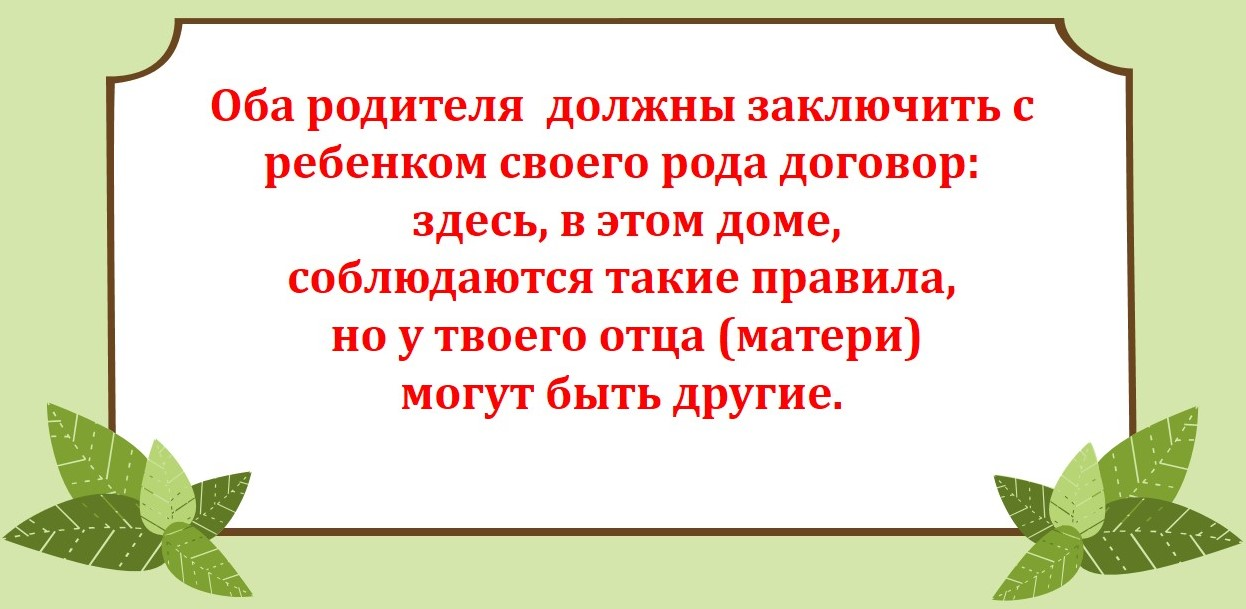 Оба родителя должны заключить с
ребенком своего рода договор:
здесь, в этом доме,
соблюдаются такие правила,
но у твоего отца (матери)
могут быть другие.